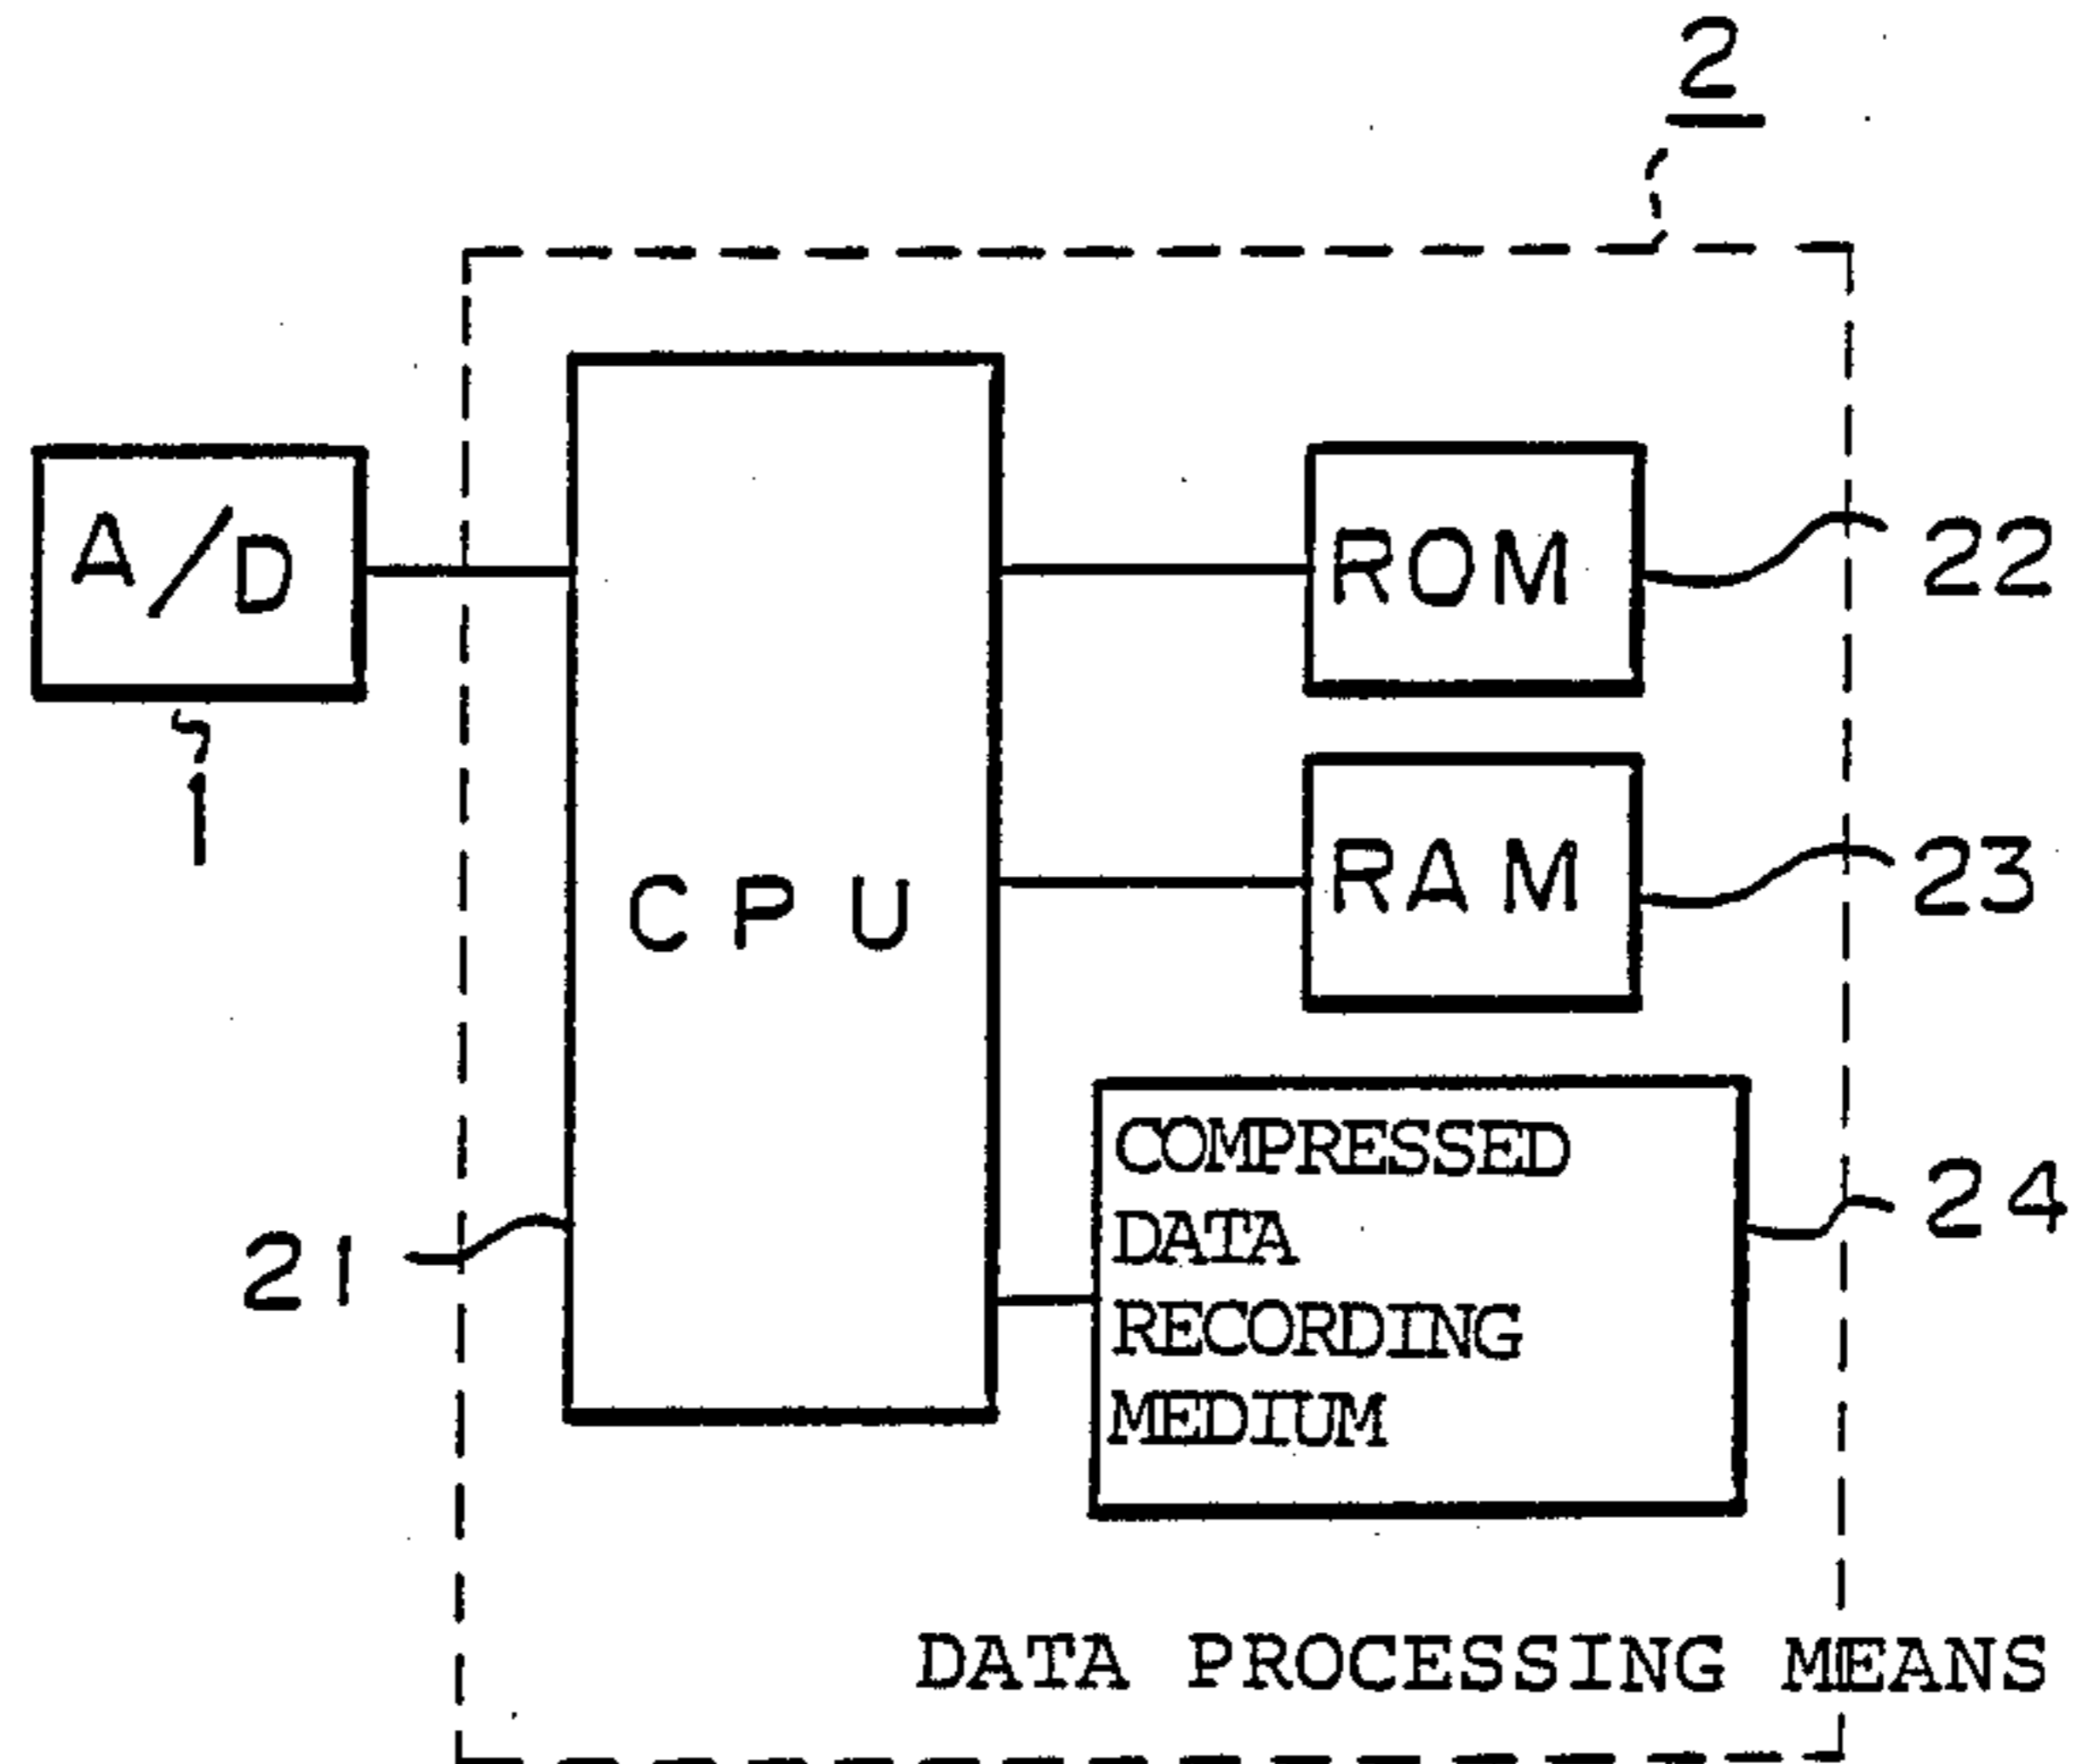 2
A/D
1
CPU
ROM
22
RAM
23
COMPRESSED
DATA
RECORDING
MEDIUM
24
21
DATA PROCESSING MEANS